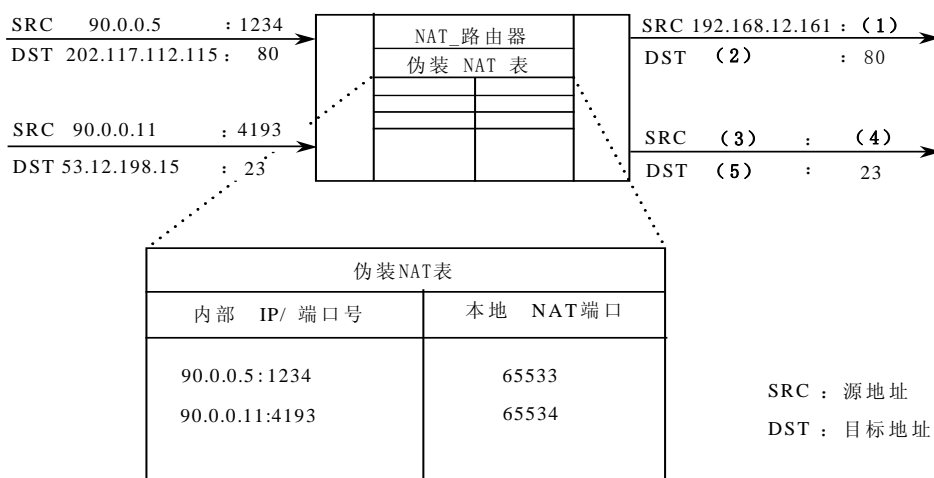 SRC 90.0.0.5 : 1234
DST 202.117.112.115 : 80
SRC 90.0.0.11 : 4193
DST 53.12.198.15 : 23
NAT_路由器
伪装 NAT 表
SRC 192.168.12.161 : (1)
DST (2) : 80
SRC (3) : (4)
DST (5) : 23
伪装NAT表
内部 IP/ 端口号 本地 NAT端口
90.0.0.5:1234 65533
90.0.0.11:4193 65534
SRC : 源地址
DST : 目标地址